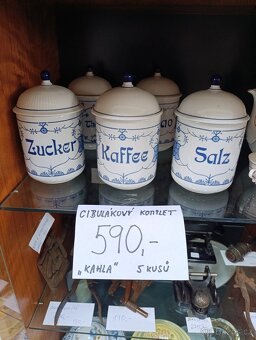 Zucker
Kaffee
Salz
CIBULÁKOVÝ KOMPLET
590,-
„KAHLA" 5 KUSŮ